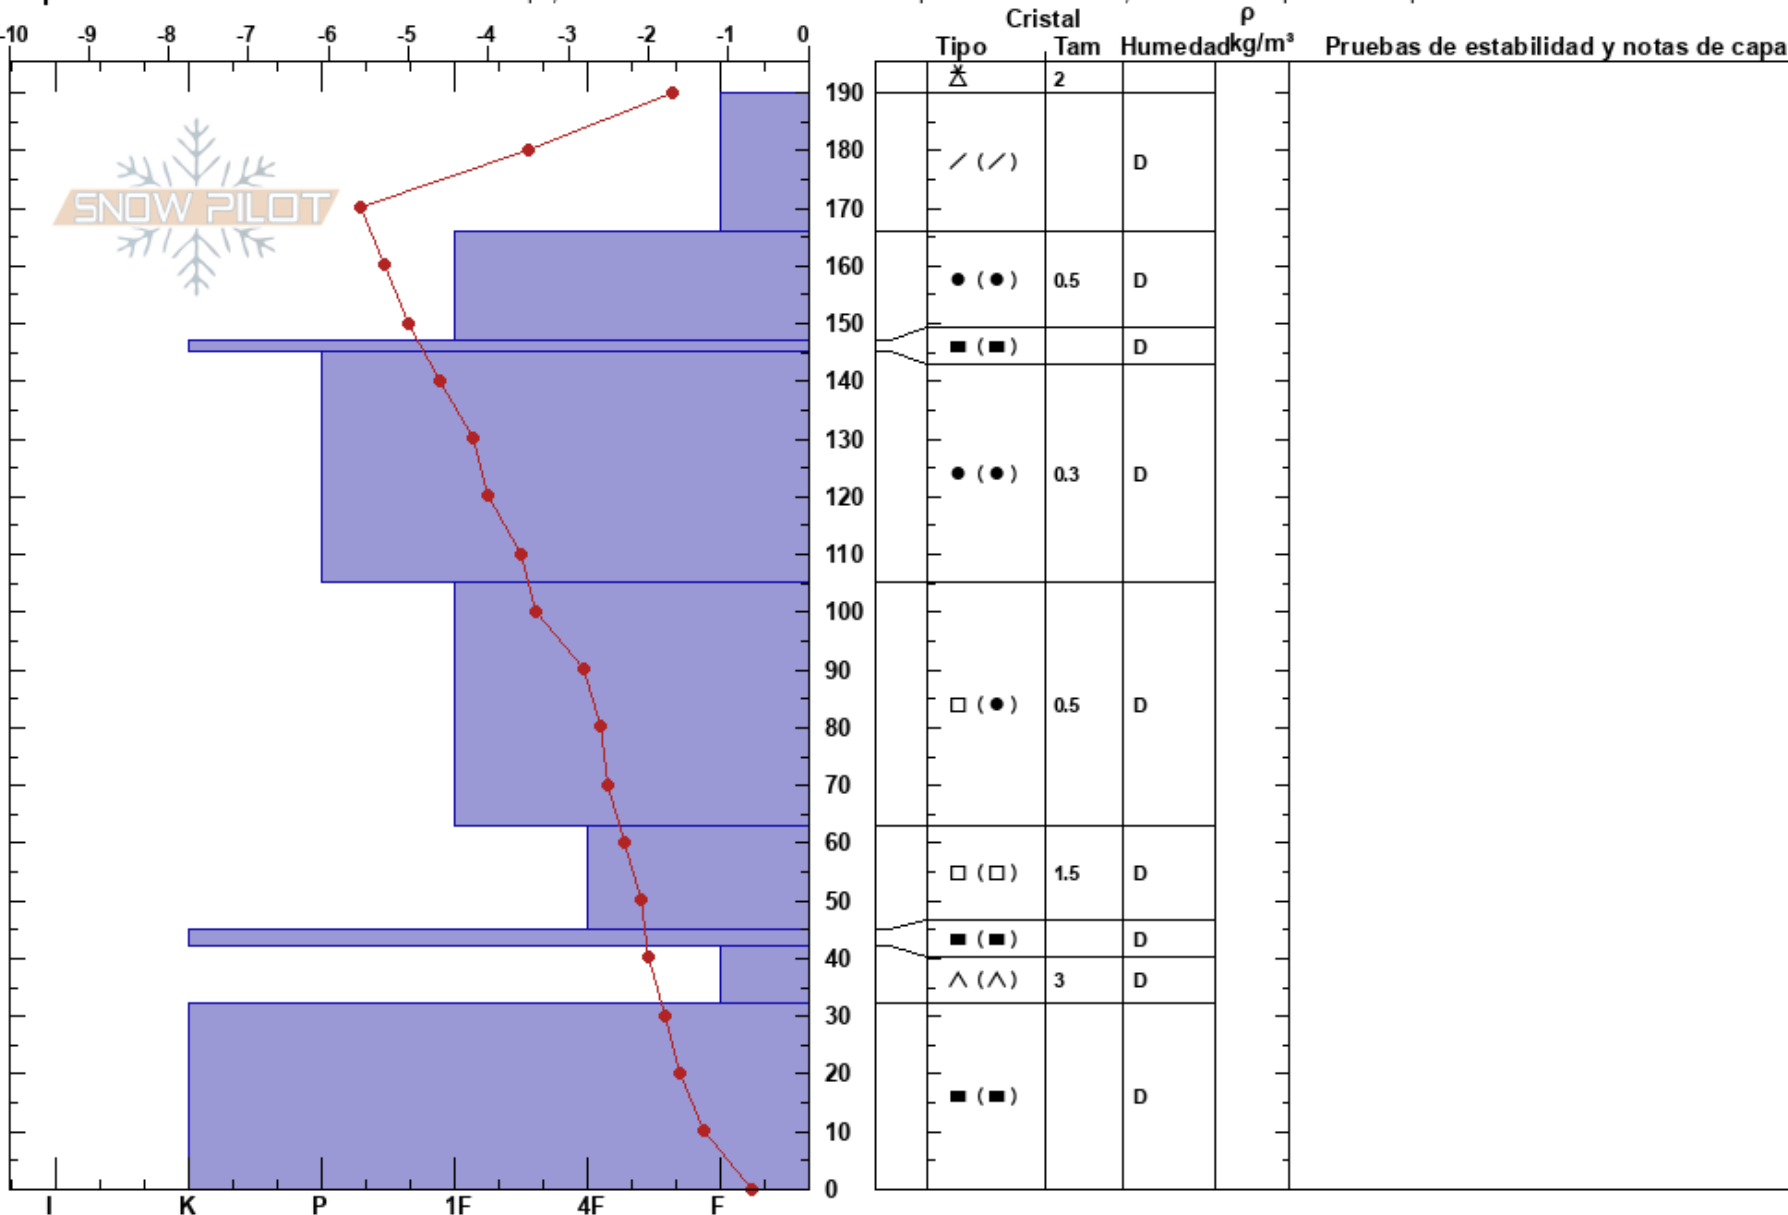 Cristal ρ
-10 -9 -8 -7 -6 -5 -4 -3 -2 -1 0 Tipo Tam Humedad kg/m³ Pruebas de estabilidad y notas de capa
2
190
180 / (/) D
SNOW PILOT
170
160
● (●) 0.5 D
150
■ (■) D
140
130
● (●) 0.3 D
120
110
100
90
80
□ (●) 0.5 D
70
60
□ (□) 1.5 D
50
■ (■) D
40
∧ (∧) 3 D
30
20
■ (■) D
10
0
I K P 1F 4F F